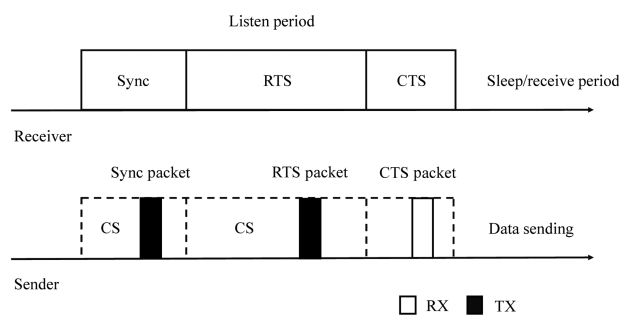 Listen period
Sync RTS CTS Sleep/receive period
Receiver
Sync packet RTS packet CTS packet
CS CS Data sending
Sender
RX TX